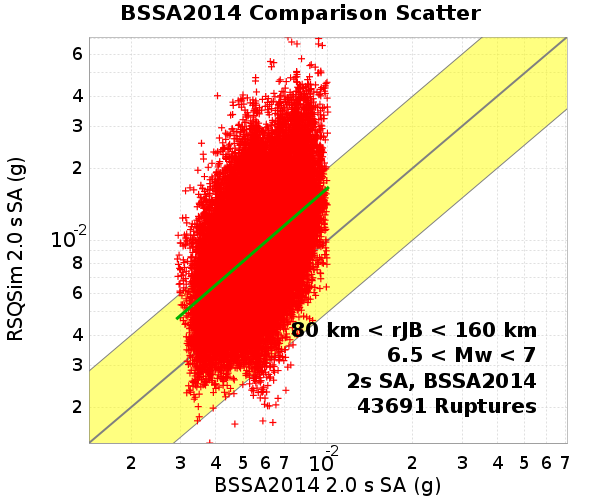 BSSA2014 Comparison Scatter
RSQSim 2.0 s SA (g)
6
4
3
2
10-2
8
6
4
3
2
80 km < rJB < 160 km
6.5 < Mw < 7
2s SA, BSSA2014
43691 Ruptures
2 3 4 5 6 7 10-2 2 3 4 5 6 7
BSSA2014 2.0 s SA (g)